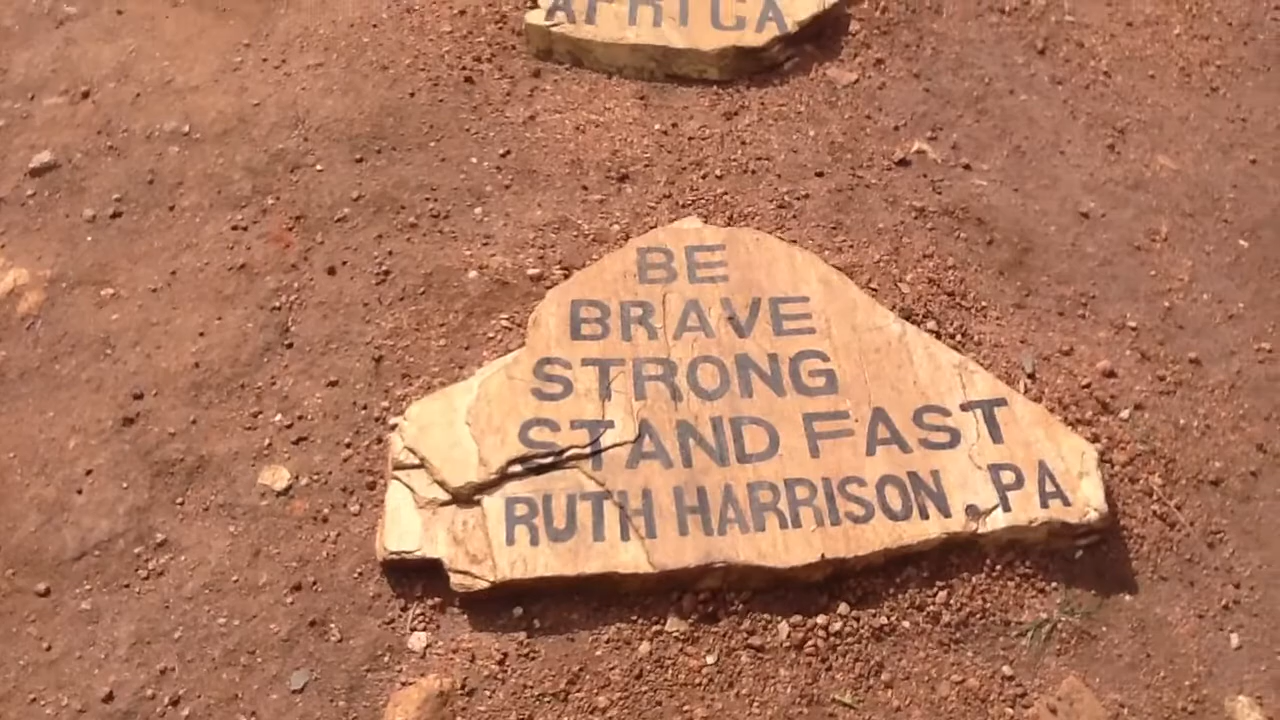 AFRICA
BE
BRAVE
STRONG
STAND FAST
RUTH HARRISON. PA